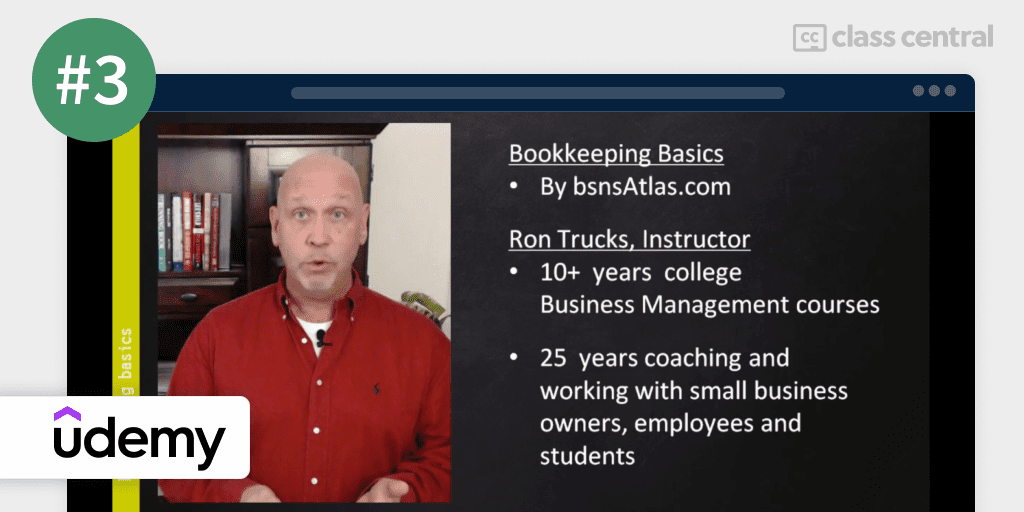 #3
cc class central
Bookkeeping Basics
• By bsnsAtlas.com
Ron Trucks, Instructor
• 10+ years college
Business Management courses
• 25 years coaching and
working with small business
owners, employees and
students
basics
udemy